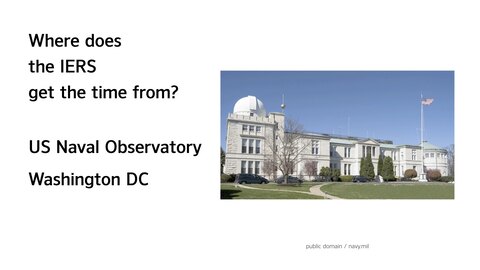 Where does
the IERS
get the time from?
US Naval Observatory
Washington DC
public domain / navy.mil